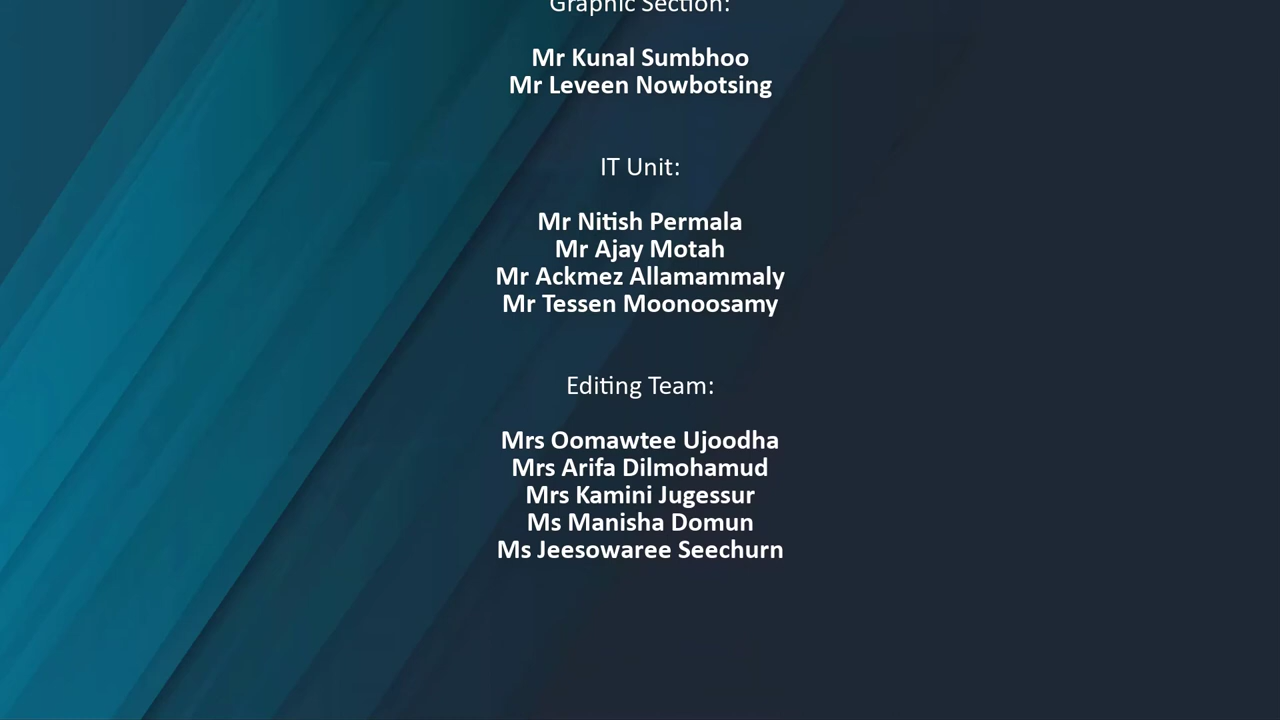 Graphic Section:
Mr Kunal Sumbhoo
Mr Leveen Nowbotsing
IT Unit:
Mr Nitish Permala
Mr Ajay Motah
Mr Ackmez Allamammaly
Mr Tessen Moonoosamy
Editing Team:
Mrs Oomawtee Ujoodha
Mrs Arifa Dilmohamud
Mrs Kamini Jugessur
Ms Manisha Domun
Ms Jeesowaree Seechurn